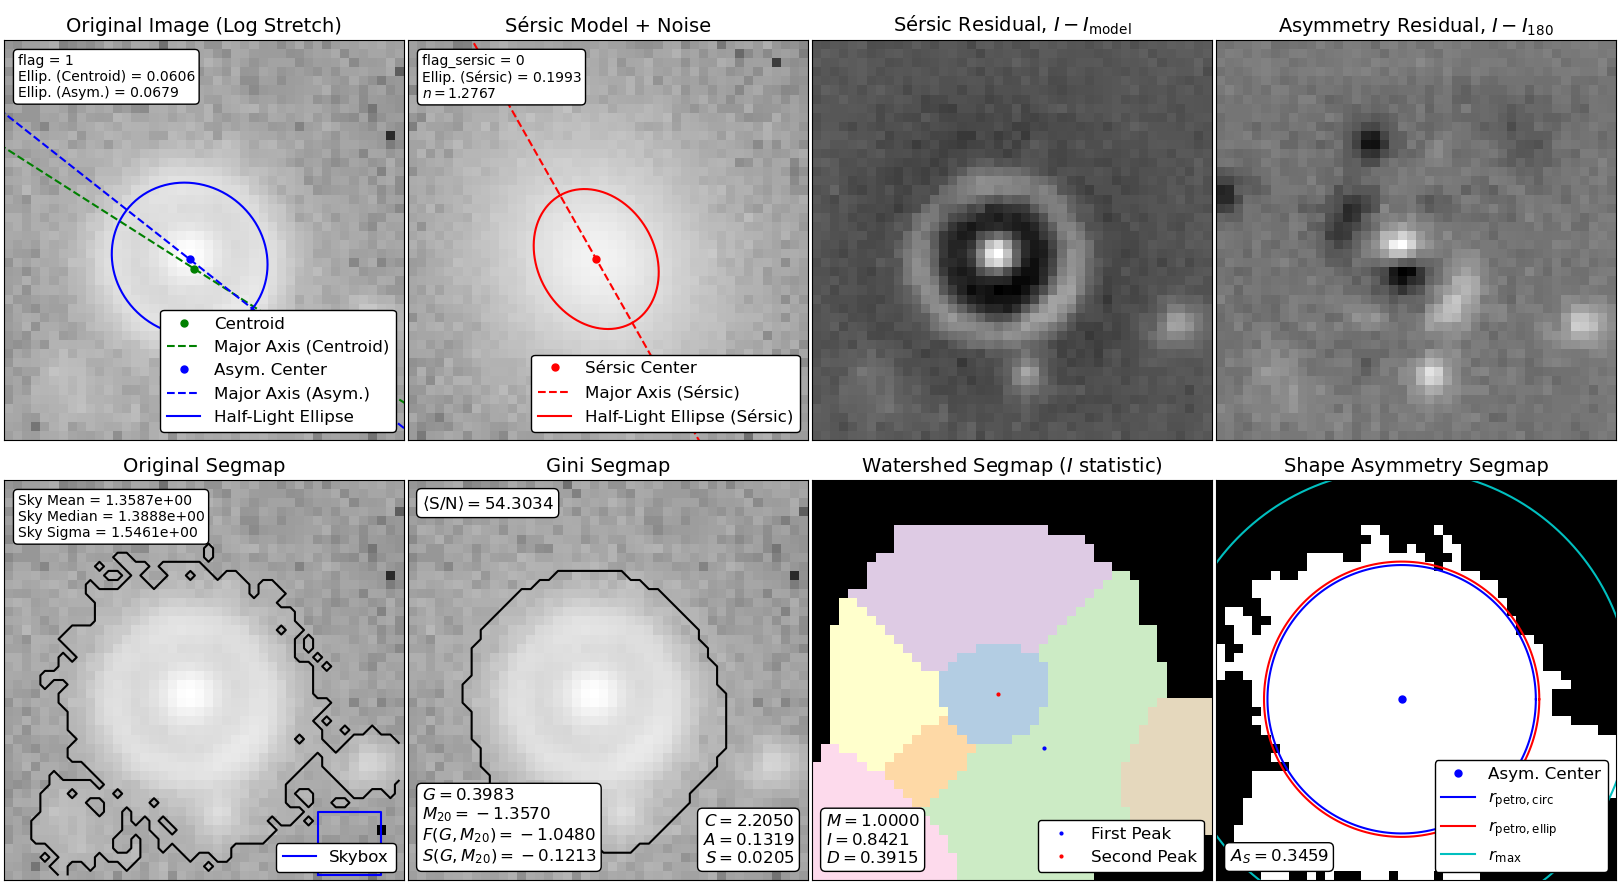 Original Image (Log Stretch)
flag = 1
Ellip. (Centroid) = 0.0606
Ellip. (Asym.) = 0.0679
Centroid
Major Axis (Centroid)
Asym. Center
Major Axis (Asym.)
Half-Light Ellipse
Sérsic Model + Noise
flag_sersic = 0
Ellip. (Sérsic) = 0.1993
n = 1.2767
Sérsic Center
Major Axis (Sérsic)
Half-Light Ellipse (Sérsic)
Sérsic Residual, I − I_model
Asymmetry Residual, I − I_180
Original Segmap
Sky Mean = 1.3587e+00
Sky Median = 1.3888e+00
Sky Sigma = 1.5461e+00
Skybox
Gini Segmap
⟨S/N⟩ = 54.3034
G = 0.3983
M_20 = −1.3570
F(G, M_20) = −1.0480
S(G, M_20) = −0.1213
C = 2.2050
A = 0.1319
S = 0.0205
Watershed Segmap (I statistic)
M = 1.0000
I = 0.8421
D = 0.3915
First Peak
Second Peak
Shape Asymmetry Segmap
A_S = 0.3459
Asym. Center
r_petro, circ
r_petro, ellip
r_max